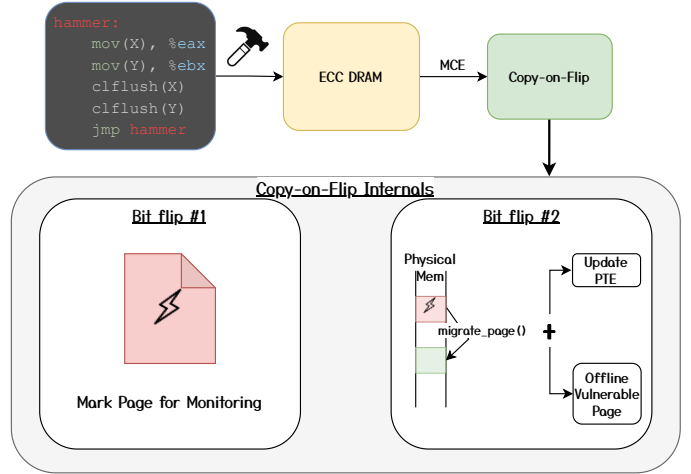 hammer:
mov(X), %eax
mov(Y), %ebx
clflush(X)
clflush(Y)
jmp hammer
ECC DRAM
MCE
Copy-on-Flip
Copy-on-Flip Internals
Bit flip #1
Mark Page for Monitoring
Bit flip #2
Physical
Mem
migrate_page()
+
Update
PTE
Offline
Vulnerable
Page